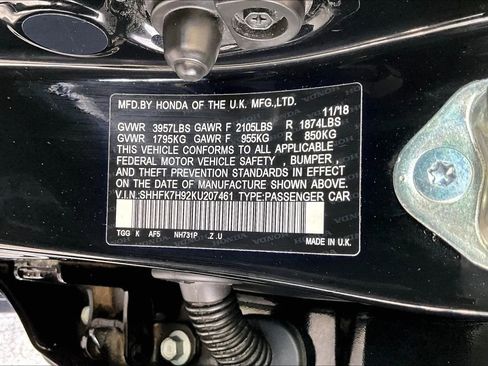 MFD.BY HONDA OF THE U.K. MFG.,LTD.
11/18
GVWR 3957LBS GAWR F 2105LBS R 1874LBS
GVWR 1795KG GAWR F 955KG R 850KG
THIS VEHICLE CONFORMS TO ALL APPLICABLE
FEDERAL MOTOR VEHICLE SAFETY , BUMPER ,
AND THEFT PREVENTION STANDARDS IN EFFECT
ON THE DATE OF MANUFACTURE SHOWN ABOVE.
V.I.N.:SHHFK7H92KU207461 TYPE:PASSENGER CAR
TGG K AF5 NH731P .Z .U
MADE IN U.K.